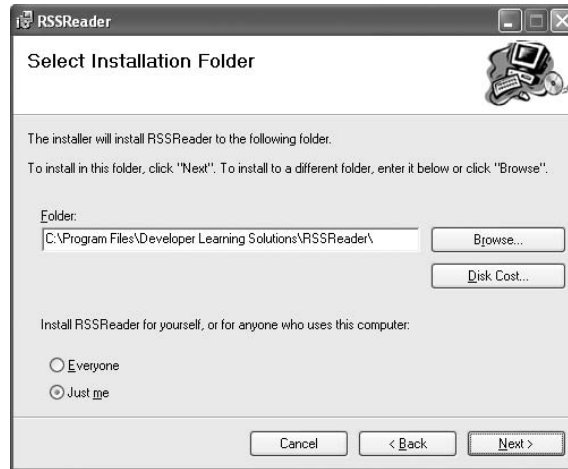 RSSReader
Select Installation Folder
The installer will install RSSReader to the following folder.
To install in this folder, click "Next". To install to a different folder, enter it below or click "Browse".
Folder:
C:\Program Files\Developer Learning Solutions\RSSReader\
Browse...
Disk Cost...
Install RSSReader for yourself, or for anyone who uses this computer:
Everyone
Just me
Cancel
< Back
Next >